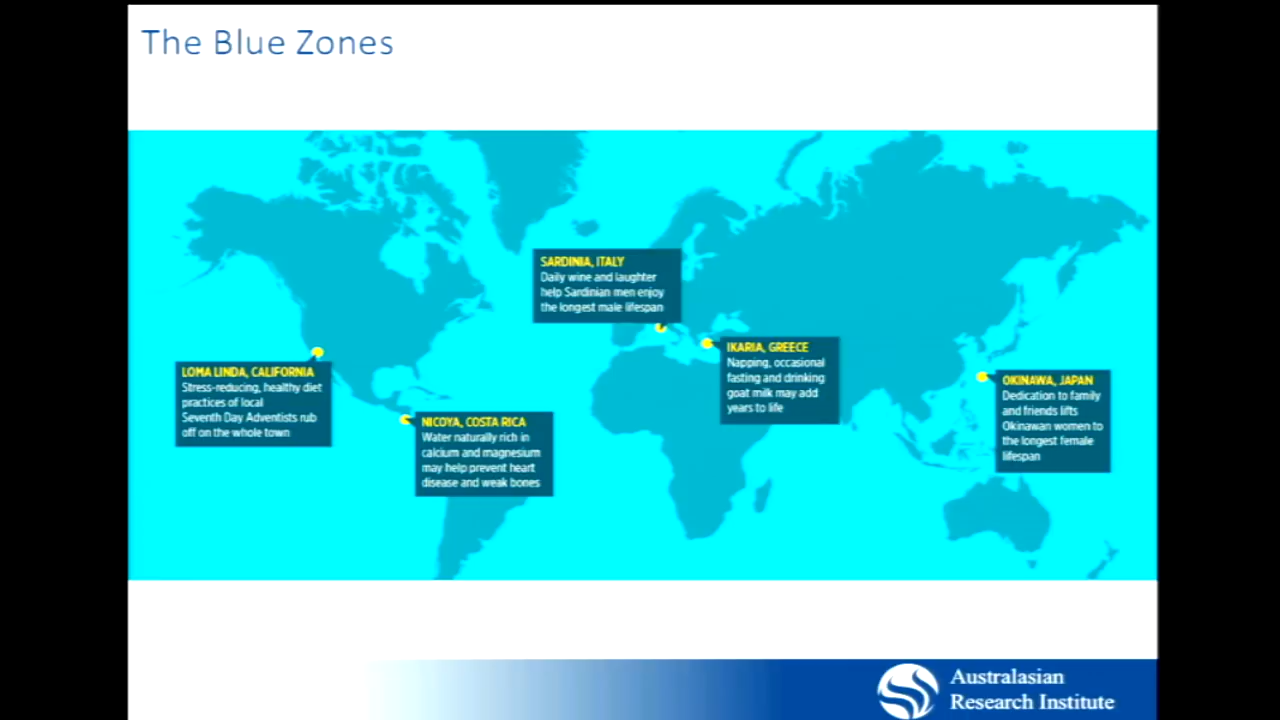 The Blue Zones
SARDINIA, ITALY
Daily wine and laughter
help Sardinian men enjoy
the longest male lifespan
IKARIA, GREECE
Napping, occasional
fasting and drinking
goat milk may add
years to life
LOMA LINDA, CALIFORNIA
Stress-reducing, healthy diet
practices of local
Seventh Day Adventists rub
off on the whole town
OKINAWA, JAPAN
Dedication to family
and friends lifts
Okinawan women to
the longest female
lifespan
NICOYA, COSTA RICA
Water naturally rich in
calcium and magnesium
may help prevent heart
disease and weak bones
Australasian
Research Institute